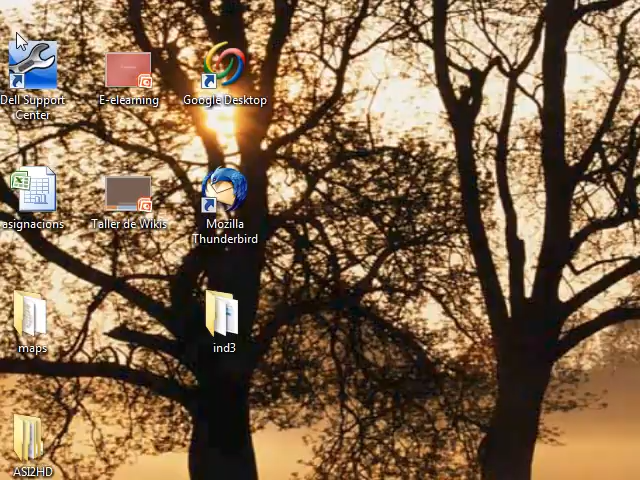 Dell Support
Center
E-elearning
Google Desktop
asignacions
Taller de Wikis
Mozilla
Thunderbird
maps
ind3
ASI2HD